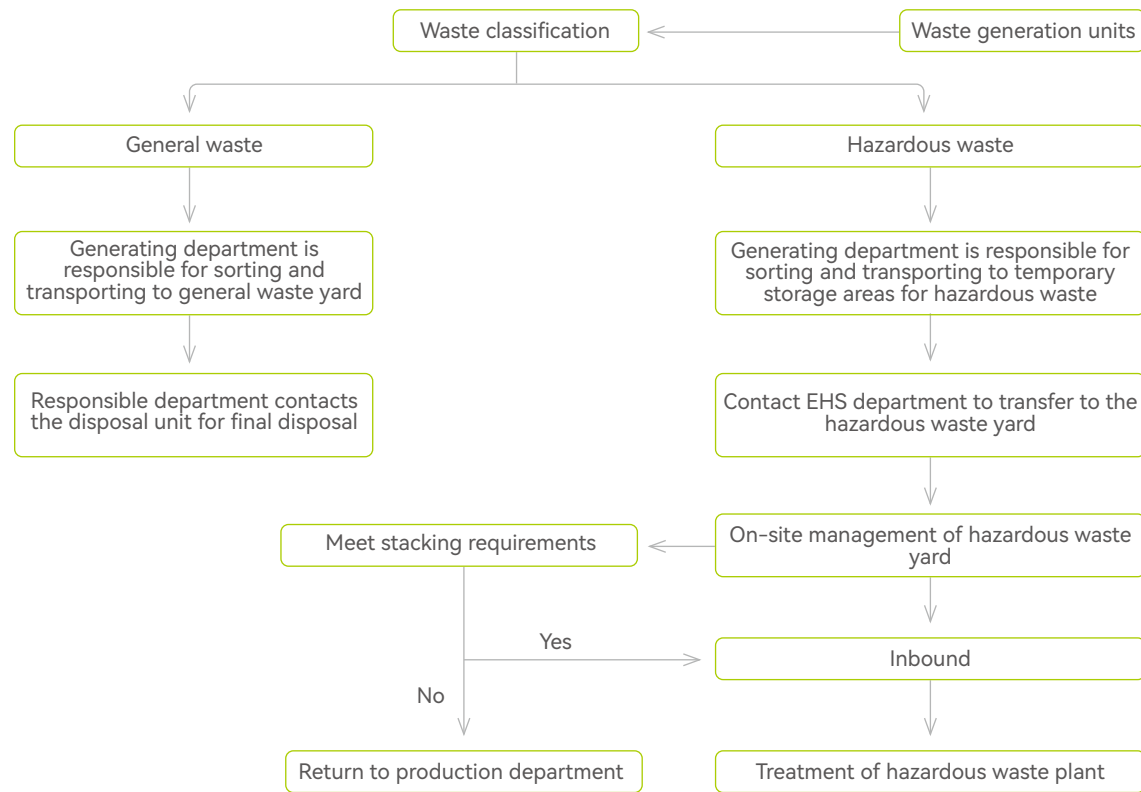 Waste classification
Waste generation units
General waste
Hazardous waste
Generating department is
responsible for sorting and
transporting to general waste yard
Generating department is responsible for
sorting and transporting to temporary
storage areas for hazardous waste
Responsible department contacts
the disposal unit for final disposal
Contact EHS department to transfer to the
hazardous waste yard
Meet stacking requirements
On-site management of hazardous waste
yard
Yes
Inbound
No
Return to production department
Treatment of hazardous waste plant